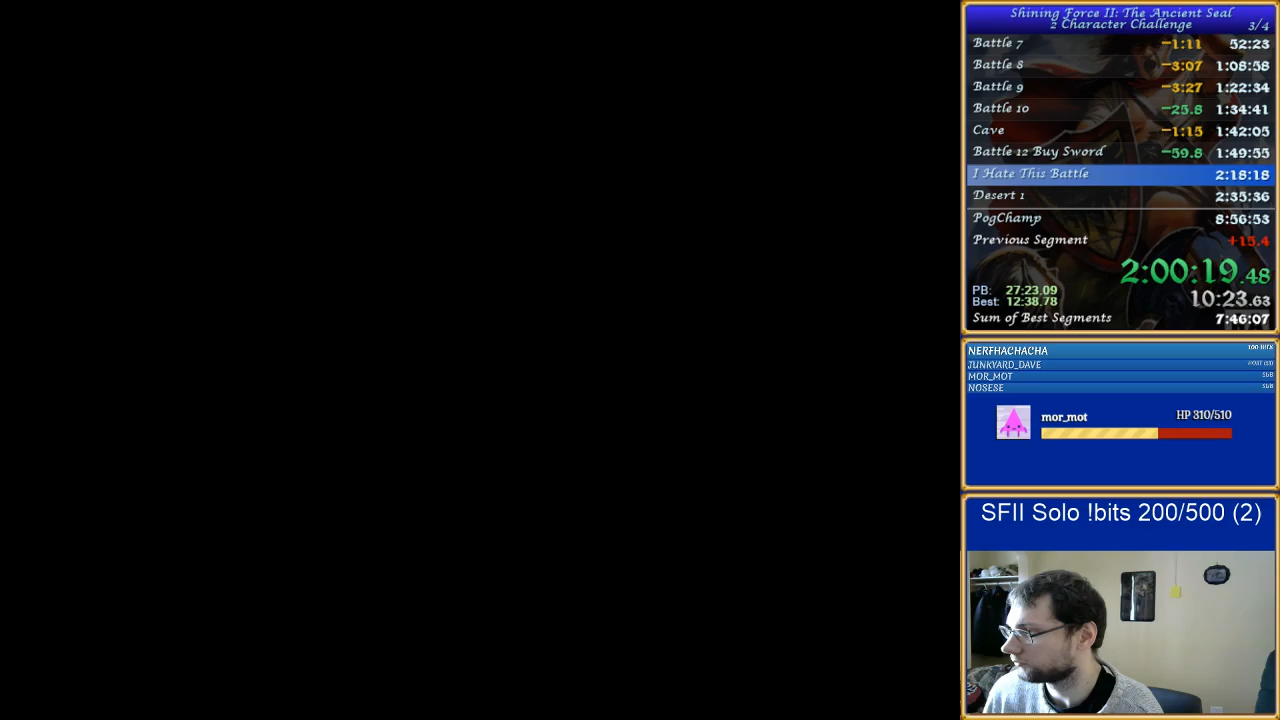 Shining Force II: The Ancient Seal
2 Character Challenge 3/4
Battle 7 -1:11 52:23
Battle 8 -3:07 1:08:58
Battle 9 -3:27 1:22:34
Battle 10 -25.8 1:34:41
Cave -1:15 1:42:05
Battle 12 Buy Sword -59.8 1:49:55
I Hate This Battle 2:18:18
Desert 1 2:35:36
PogChamp 8:56:53
Previous Segment +15.4
2:00:19.48
PB: 27:23.09
Best: 12:38.78 10:23.63
Sum of Best Segments 7:46:07
NERFHACHACHA 100 BITS
JUNKYARD_DAVE
MOR_MOT SUB
NOSESE SUB
mor_mot HP 310/510
SFII Solo !bits 200/500 (2)